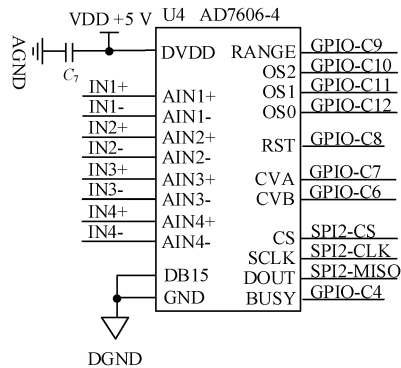 U4 AD7606-4
VDD +5 V
AGND
C7
DVDD
RANGE GPIO-C9
OS2 GPIO-C10
OS1 GPIO-C11
OS0 GPIO-C12
RST GPIO-C8
CVA GPIO-C7
CVB GPIO-C6
CS SPI2-CS
SCLK SPI2-CLK
DOUT SPI2-MISO
BUSY GPIO-C4
IN1+ AIN1+
IN1- AIN1-
IN2+ AIN2+
IN2- AIN2-
IN3+ AIN3+
IN3- AIN3-
IN4+ AIN4+
IN4- AIN4-
DB15
GND
DGND